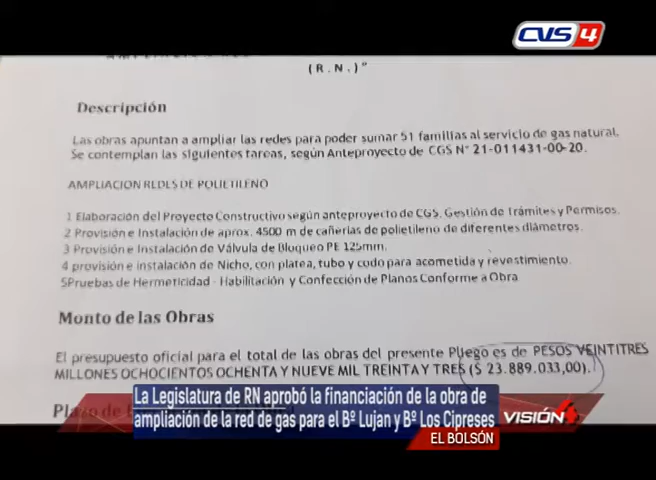 CVS 4
(R.N.)"
Descripción
Las obras apuntan a ampliar las redes para poder sumar 51 familias al servicio de gas natural.
Se contemplan las siguientes tareas, según Anteproyecto de CGS N° 21-011431-00-20.
AMPLIACION REDES DE POLIETILENO
1 Elaboración del Proyecto Constructivo según anteproyecto de CGS. Gestión de Trámites y Permisos.
2 Provisión e Instalación de aprox. 4500 m de cañerías de polietileno de diferentes diámetros.
3 Provisión e Instalación de Válvula de Bloqueo PE 125mm.
4 provisión e instalación de Nicho, con platea, tubo y codo para acometida y revestimiento.
5Pruebas de Hermeticidad - Habilitación y Confección de Planos Conforme a Obra
Monto de las Obras
El presupuesto oficial para el total de las obras del presente Pliego es de PESOS VEINTITRES
MILLONES OCHOCIENTOS OCHENTA Y NUEVE MIL TREINTA Y TRES ($ 23.889.033,00).
Plazo de
La Legislatura de RN aprobó la financiación de la obra de
ampliación de la red de gas para el Bº Lujan y Bº Los Cipreses
VISIÓN
EL BOLSÓN